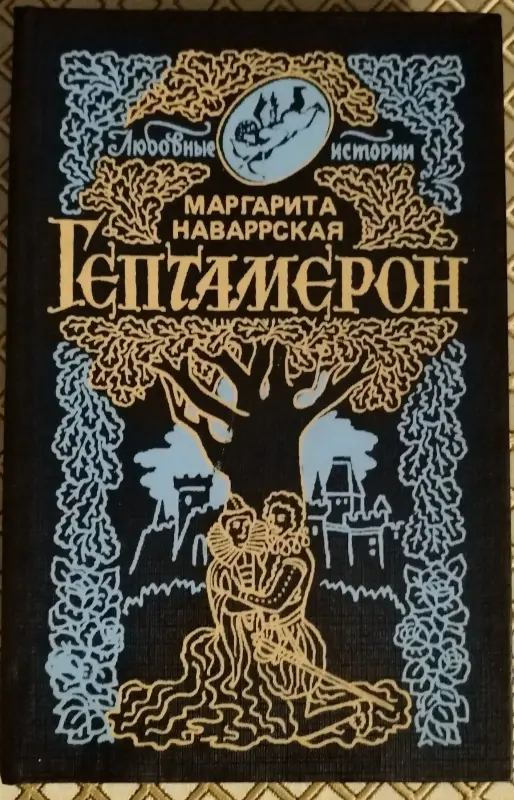 Любовные истории
МАРГАРИТА
НАВАРРСКАЯ
ГЕПТАМЕРОН